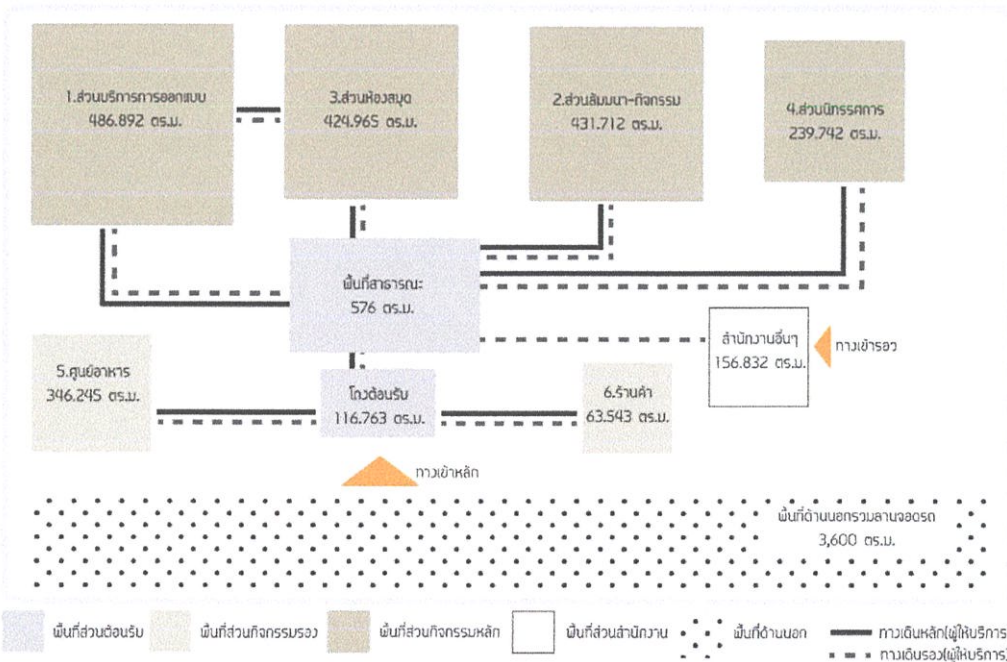 1.ส่วนบริการการออกแบบ
486.892 ตร.ม.
3.ส่วนห้องสมุด
424.965 ตร.ม.
2.ส่วนสัมมนา-กิจกรรม
431.712 ตร.ม.
4.ส่วนนิทรรศการ
239.742 ตร.ม.
พื้นที่สาธารณะ
576 ตร.ม.
สำนักงานอื่นๆ
156.832 ตร.ม.
ทางเข้ารอง
5.ศูนย์อาหาร
346.245 ตร.ม.
โถงต้อนรับ
116.763 ตร.ม.
6.ร้านค้า
63.543 ตร.ม.
ทางเข้าหลัก
พื้นที่ด้านนอกรวมลานจอดรถ
3,600 ตร.ม.
พื้นที่ส่วนต้อนรับ
พื้นที่ส่วนกิจกรรมรอง
พื้นที่ส่วนกิจกรรมหลัก
พื้นที่ส่วนสำนักงาน
พื้นที่ด้านนอก
ทางเดินหลัก(ผู้ให้บริการ
ทางเดินรอง(ผู้ให้บริการ)